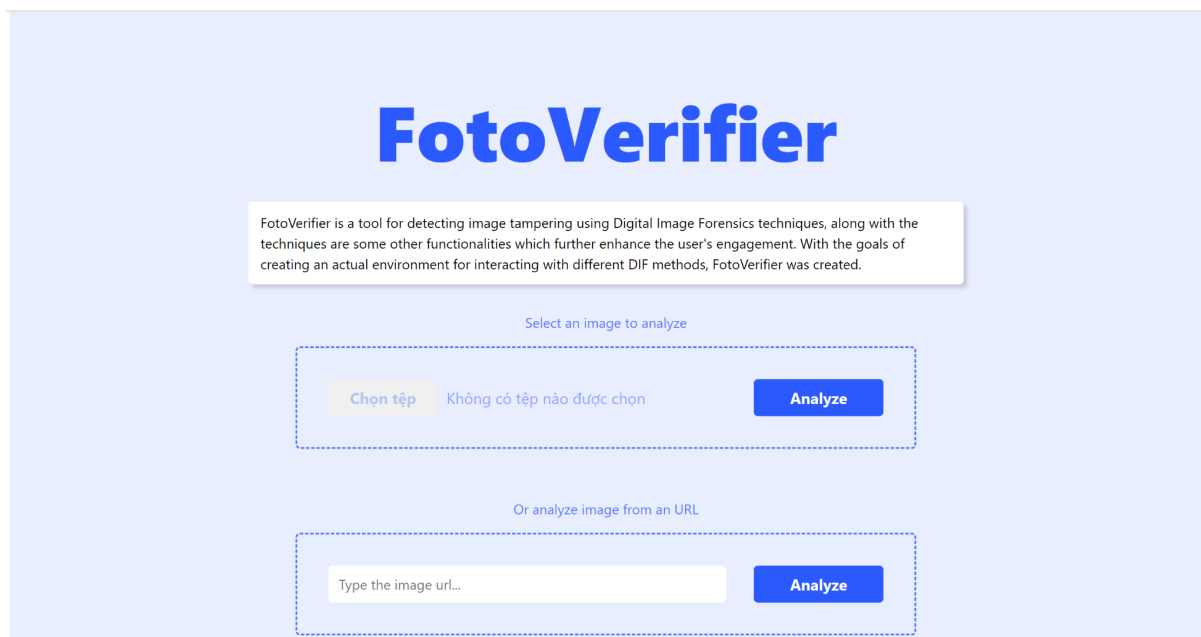 FotoVerifier
FotoVerifier is a tool for detecting image tampering using Digital Image Forensics techniques, along with the
techniques are some other functionalities which further enhance the user's engagement. With the goals of
creating an actual environment for interacting with different DIF methods, FotoVerifier was created.
Select an image to analyze
Chọn tệp Không có tệp nào được chọn Analyze
Or analyze image from an URL
Type the image url... Analyze